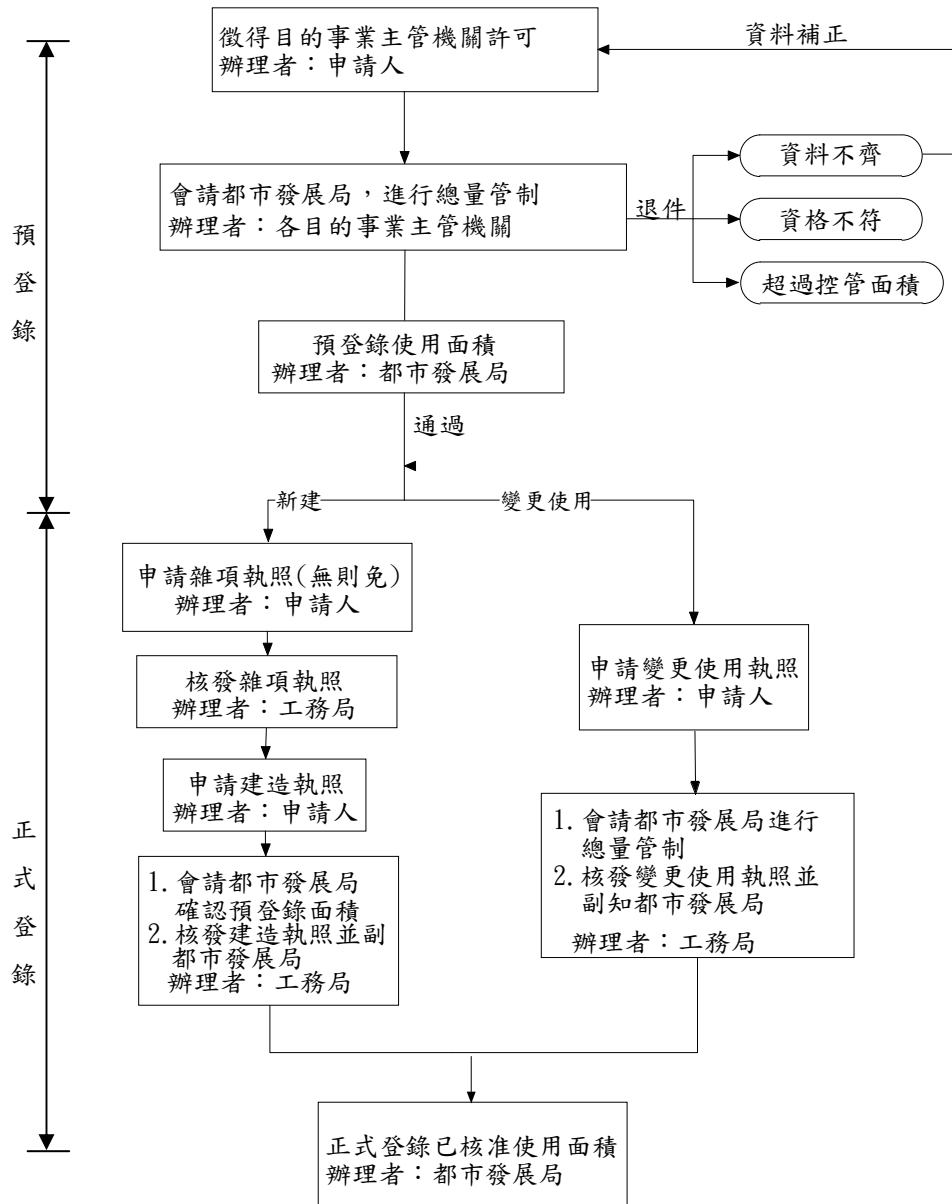 徵得目的事業主管機關許可
辦理者：申請人
資料補正
會請都市發展局，進行總量管制
辦理者：各目的事業主管機關
退件
資料不齊
資格不符
超過控管面積
預登錄
預登錄使用面積
辦理者：都市發展局
通過
新建
變更使用
申請雜項執照(無則免)
辦理者：申請人
核發雜項執照
辦理者：工務局
申請建造執照
辦理者：申請人
1. 會請都市發展局
確認預登錄面積
2. 核發建造執照並副
都市發展局
辦理者：工務局
申請變更使用執照
辦理者：申請人
1. 會請都市發展局進行
總量管制
2. 核發變更使用執照並
副知都市發展局
辦理者：工務局
正式登錄
正式登錄已核准使用面積
辦理者：都市發展局